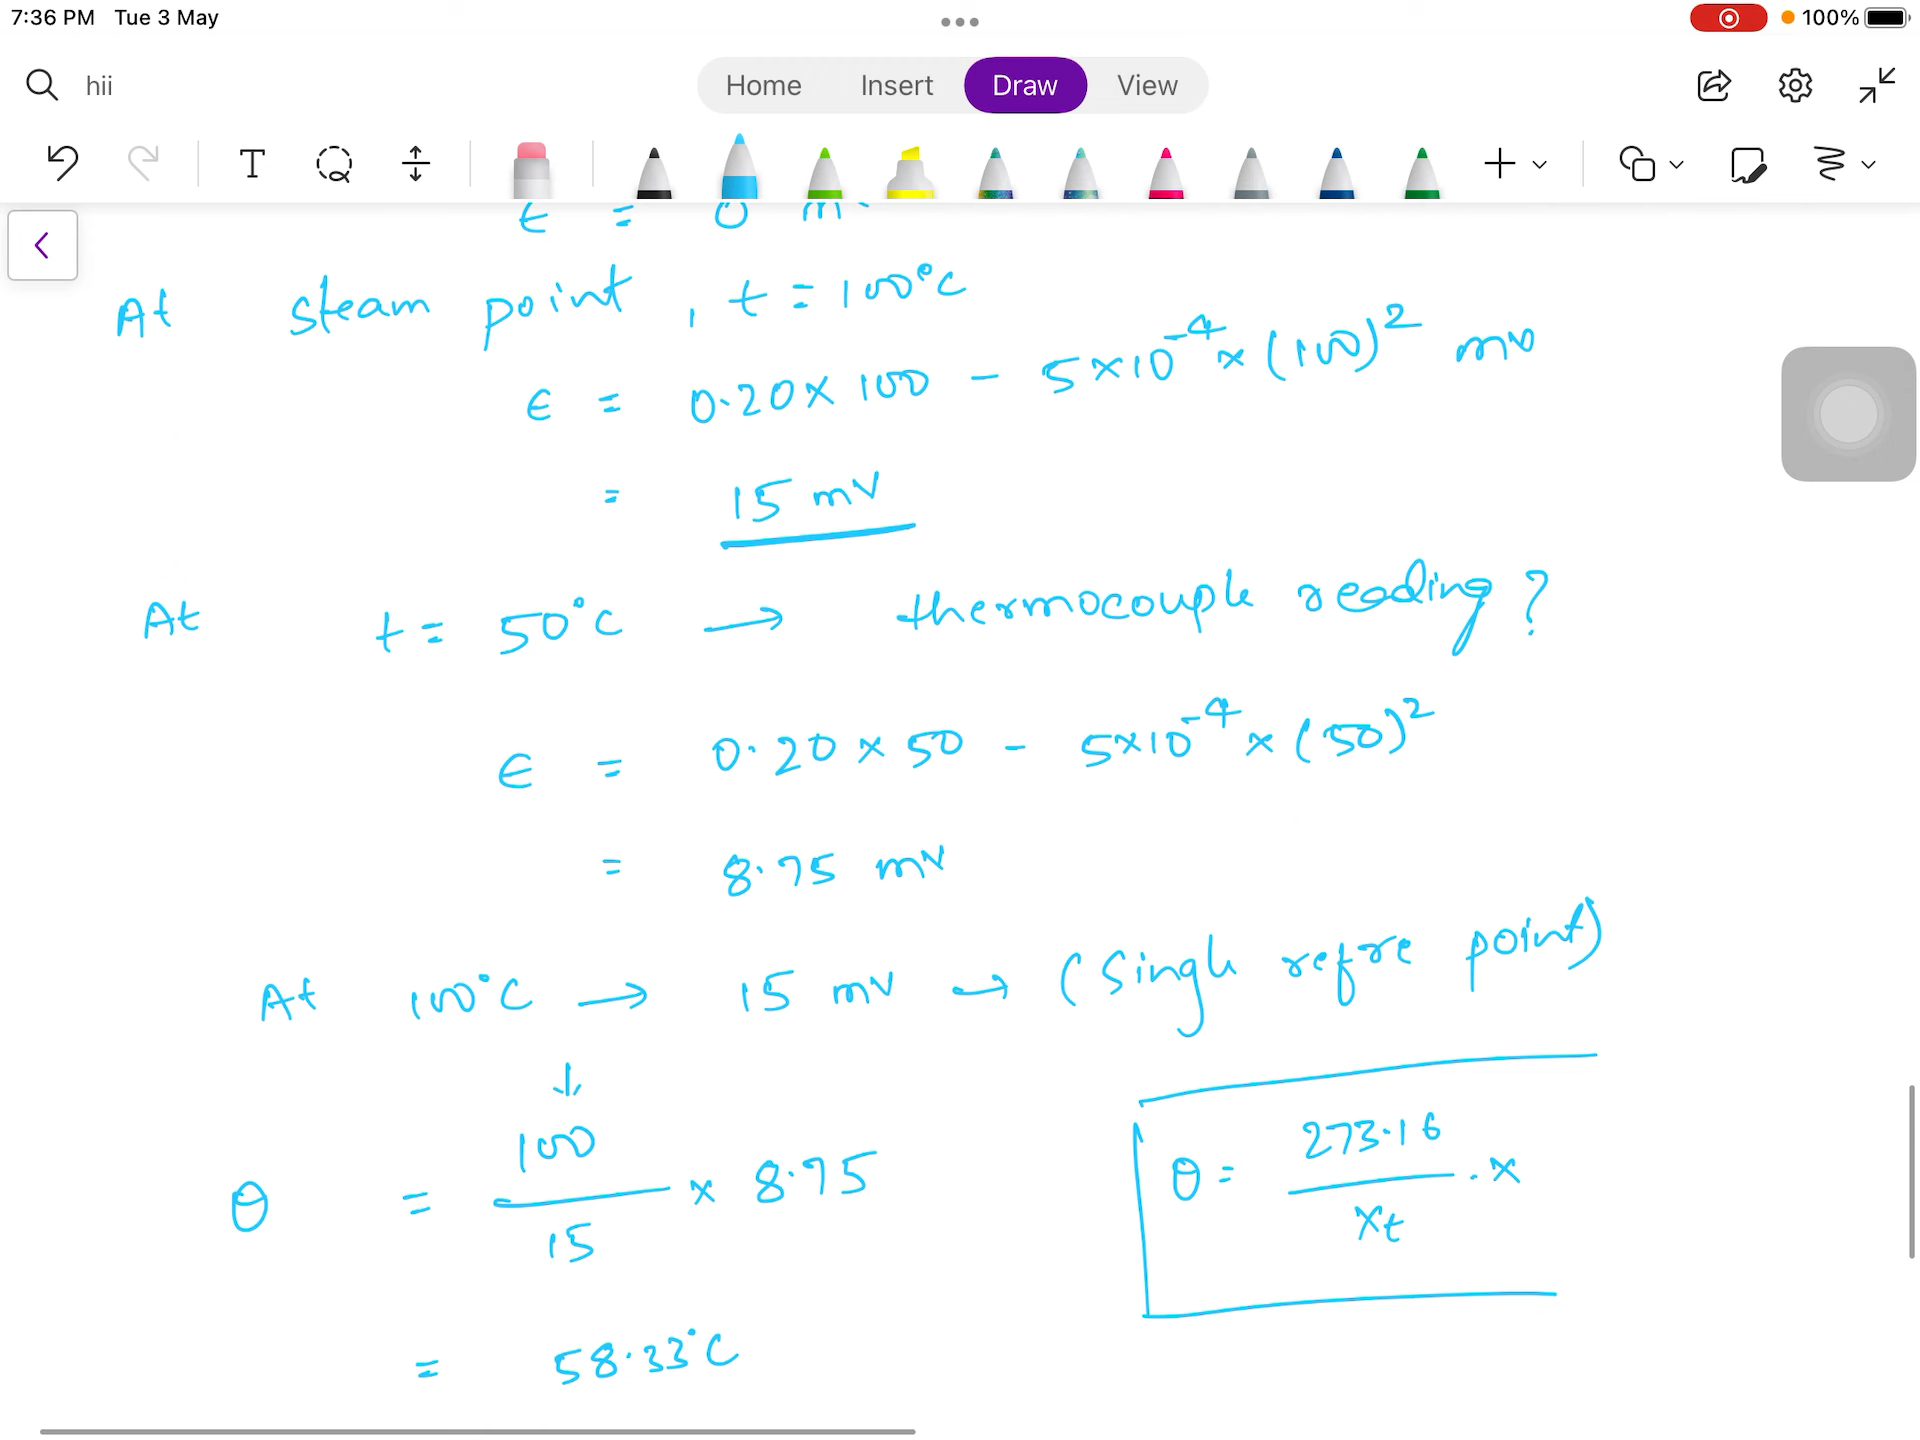 7:36 PM Tue 3 May
100%
hii
Home Insert Draw View
T
ϵ = 0 m
At steam point, t = 100°C
ϵ = 0.20 × 100 - 5×10⁻⁴ × (100)² mv
= 15 mV
At t = 50°C → thermocouple reading?
ϵ = 0.20 × 50 - 5×10⁻⁴ × (50)²
= 8.75 mV
At 100°C → 15 mV → (Single refre point)
↓
θ = 100/15 × 8.75
θ = 273.16/Xt . X
= 58.33°C